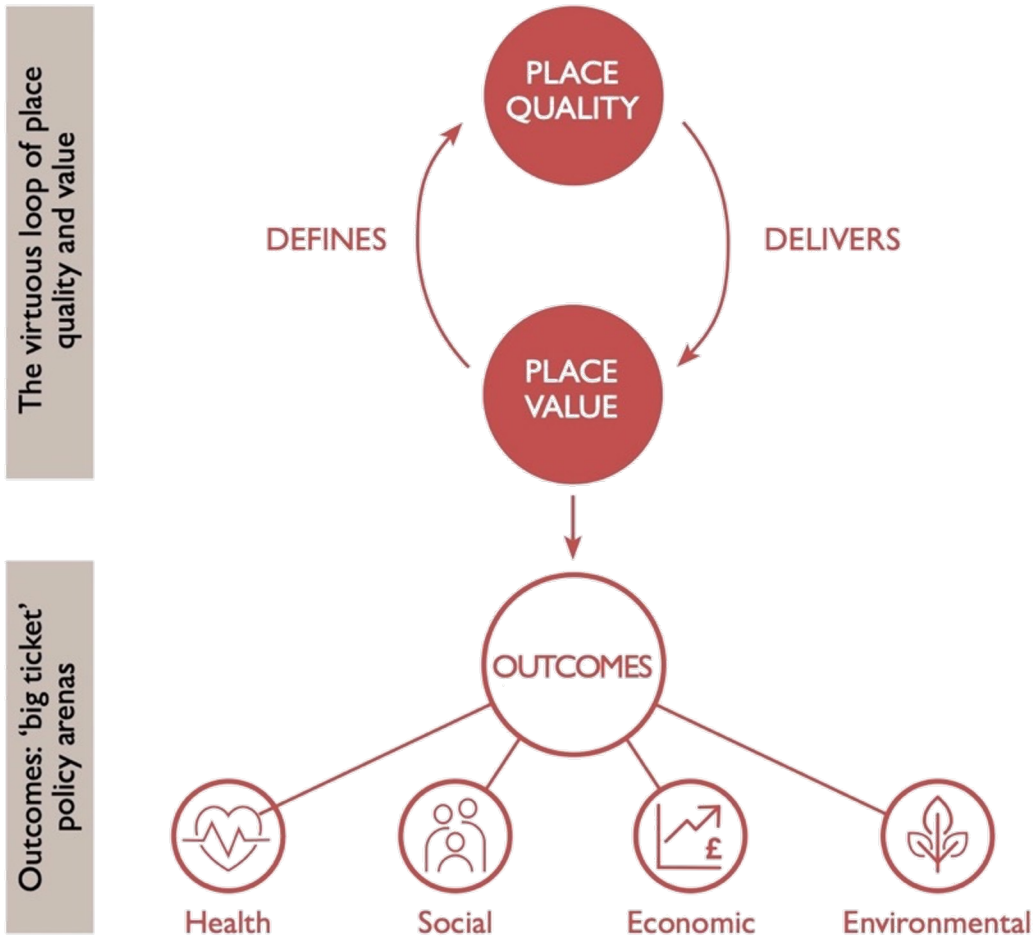 The virtuous loop of place
quality and value
PLACE
QUALITY
DEFINES
DELIVERS
PLACE
VALUE
Outcomes: ‘big ticket’
policy arenas
OUTCOMES
£
Health
Social
Economic
Environmental